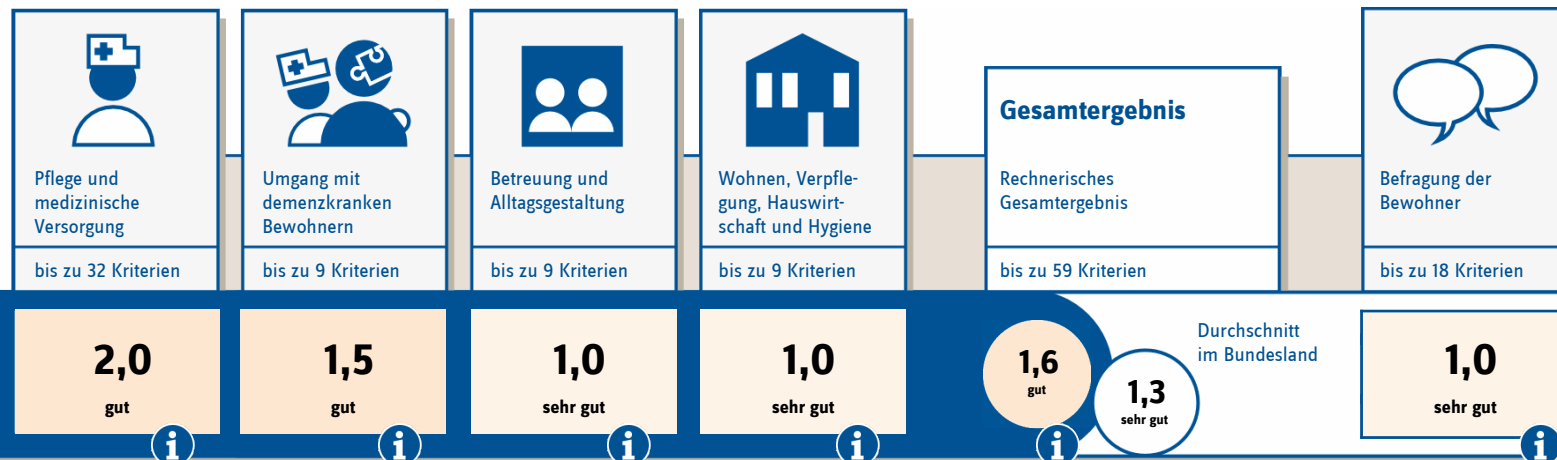 Pflege und
medizinische
Versorgung
bis zu 32 Kriterien
2,0
gut
i
Umgang mit
demenzkranken
Bewohnern
bis zu 9 Kriterien
1,5
gut
i
Betreuung und
Alltagsgestaltung
bis zu 9 Kriterien
1,0
sehr gut
i
Wohnen, Verpfle-
gung, Hauswirt-
schaft und Hygiene
bis zu 9 Kriterien
1,0
sehr gut
i
Gesamtergebnis
Rechnerisches
Gesamtergebnis
bis zu 59 Kriterien
1,6
gut
i
Durchschnitt
im Bundesland
1,3
sehr gut
Befragung der
Bewohner
bis zu 18 Kriterien
1,0
sehr gut
i